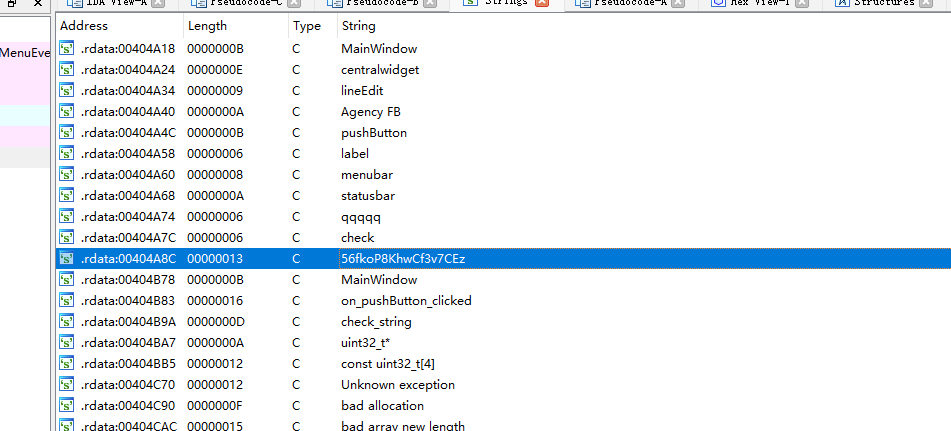 IDA View-A Pseudocode-C Pseudocode-B Strings Pseudocode-A Hex View-1 Structures
Address Length Type String
MenuEve
.rdata:00404A18 0000000B C MainWindow
.rdata:00404A24 0000000E C centralwidget
.rdata:00404A34 00000009 C lineEdit
.rdata:00404A40 0000000A C Agency FB
.rdata:00404A4C 0000000B C pushButton
.rdata:00404A58 00000006 C label
.rdata:00404A60 00000008 C menubar
.rdata:00404A68 0000000A C statusbar
.rdata:00404A74 00000006 C qqqqq
.rdata:00404A7C 00000006 C check
.rdata:00404A8C 00000013 C 56fkoP8KhwCf3v7CEz
.rdata:00404B78 0000000B C MainWindow
.rdata:00404B83 00000016 C on_pushButton_clicked
.rdata:00404B9A 0000000D C check_string
.rdata:00404BA7 0000000A C uint32_t*
.rdata:00404BB5 00000012 C const uint32_t[4]
.rdata:00404C70 00000012 C Unknown exception
.rdata:00404C90 0000000F C bad allocation
.rdata:00404CAC 00000015 C bad array new length